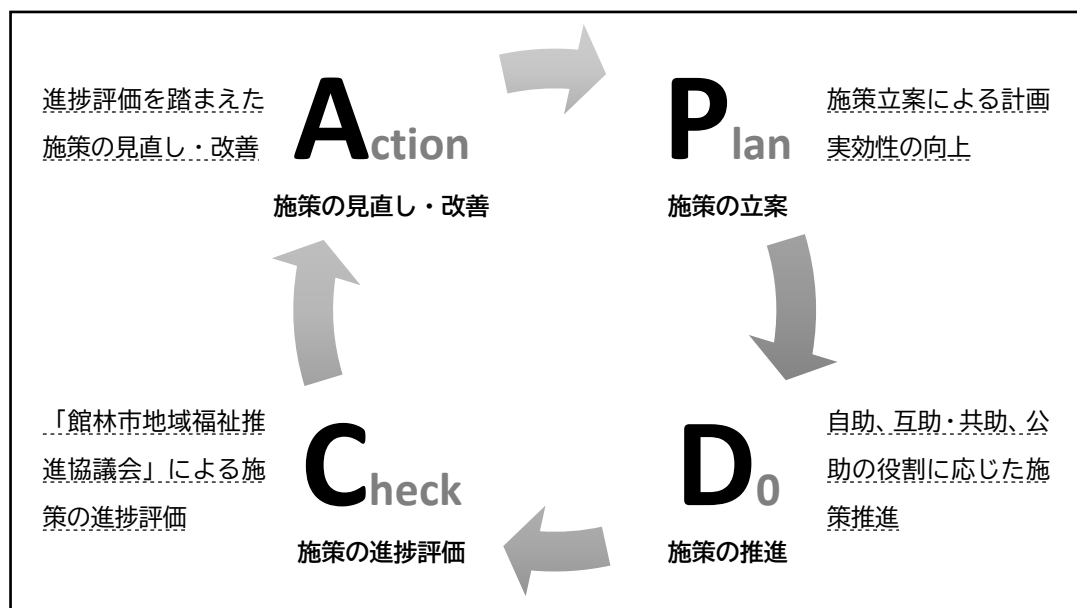 進捗評価を踏まえた
施策の見直し・改善
Action
施策の見直し・改善
Plan
施策の立案
施策立案による計画
実効性の向上
「館林市地域福祉推
進協議会」による施
策の進捗評価
Check
施策の進捗評価
D0
施策の推進
自助、互助・共助、公
助の役割に応じた施
策推進